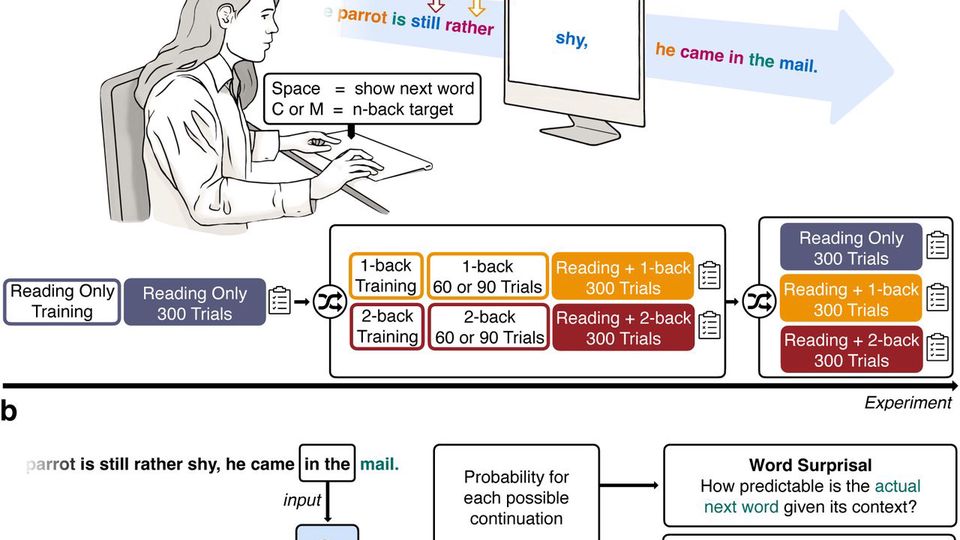 parrot is still rather
shy,
he came in the mail.
Space = show next word
C or M = n-back target
Reading Only
Training
Reading Only
300 Trials
1-back
Training
1-back
60 or 90 Trials
Reading + 1-back
300 Trials
2-back
Training
2-back
60 or 90 Trials
Reading + 2-back
300 Trials
Reading Only
300 Trials
Reading + 1-back
300 Trials
Reading + 2-back
300 Trials
Experiment
b
parrot is still rather shy, he came in the mail.
input
Probability for
each possible
continuation
Word Surprisal
How predictable is the actual
next word given its context?